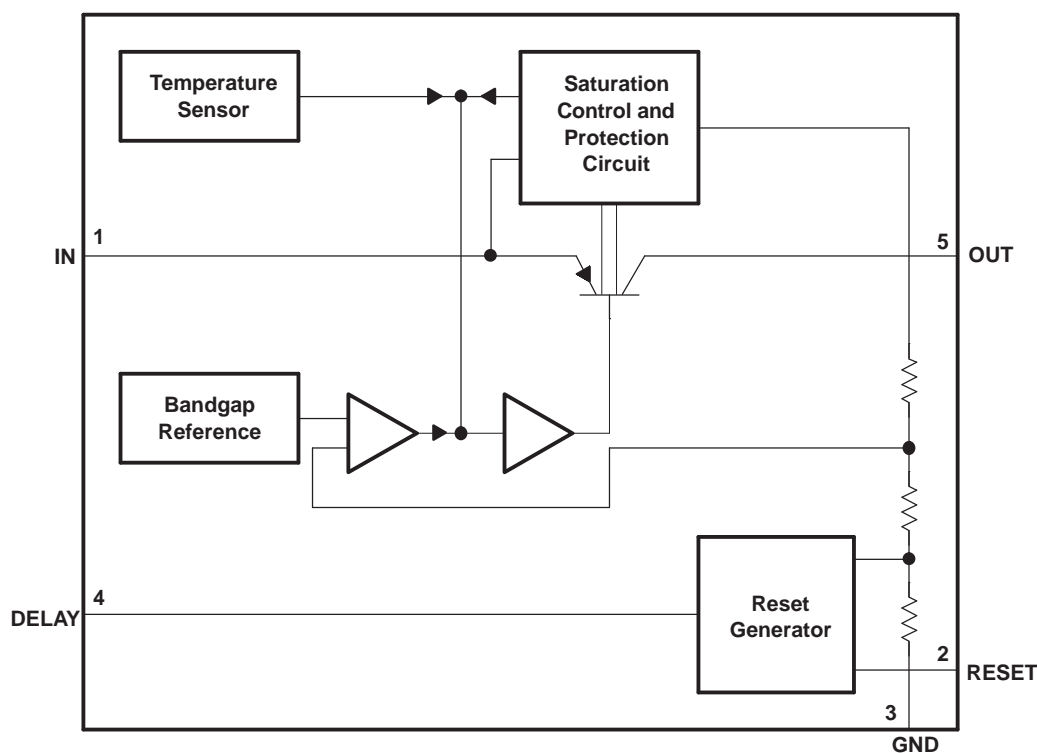 Temperature
Sensor
Saturation
Control and
Protection
Circuit
1
IN
5
OUT
Bandgap
Reference
4
DELAY
Reset
Generator
2
RESET
3
GND